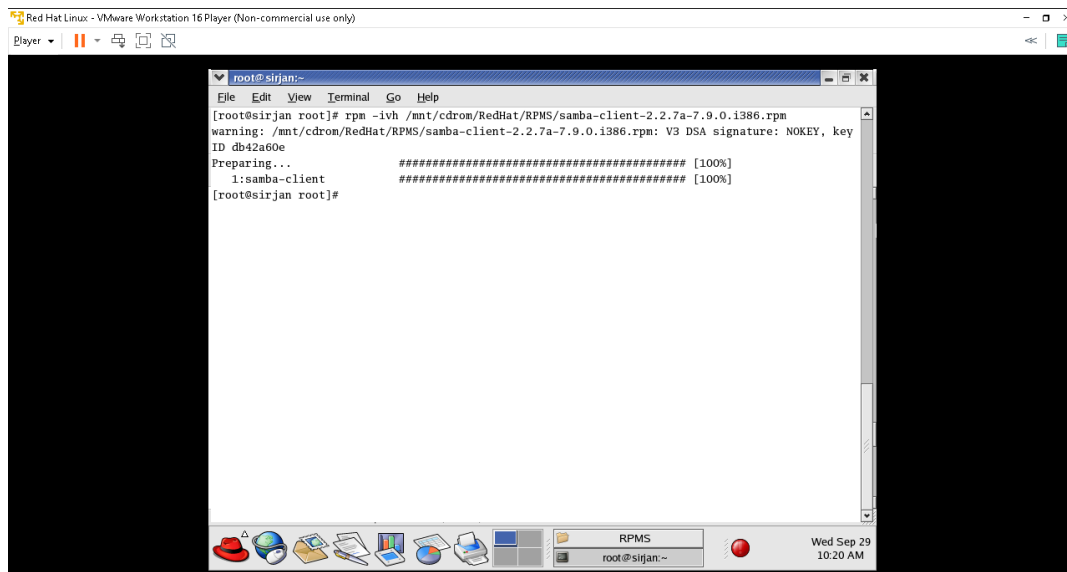 Red Hat Linux - VMware Workstation 16 Player (Non-commercial use only)
Player
root@sirjan:~
File Edit View Terminal Go Help
[root@sirjan root]# rpm -ivh /mnt/cdrom/RedHat/RPMS/samba-client-2.2.7a-7.9.0.i386.rpm
warning: /mnt/cdrom/RedHat/RPMS/samba-client-2.2.7a-7.9.0.i386.rpm: V3 DSA signature: NOKEY, key
ID db42a60e
Preparing... ########################################### [100%]
1:samba-client ########################################### [100%]
[root@sirjan root]#
RPMS
root@sirjan:~
Wed Sep 29
10:20 AM